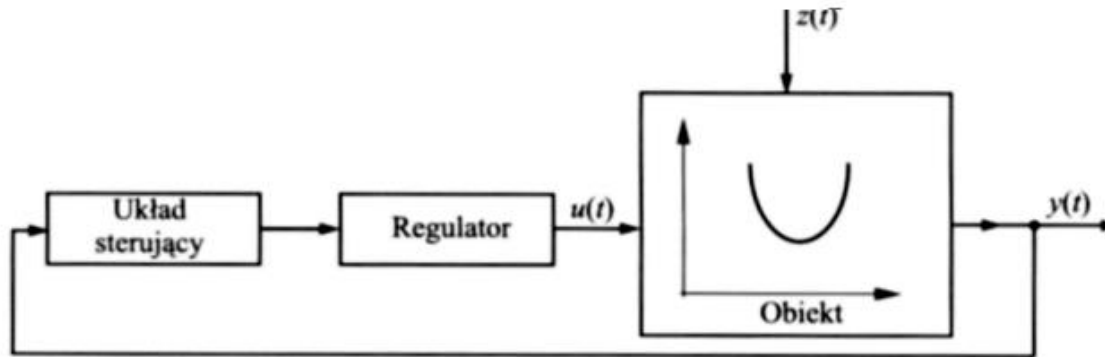 z(t)
Układ
sterujący
Regulator
u(t)
y(t)
Obiekt